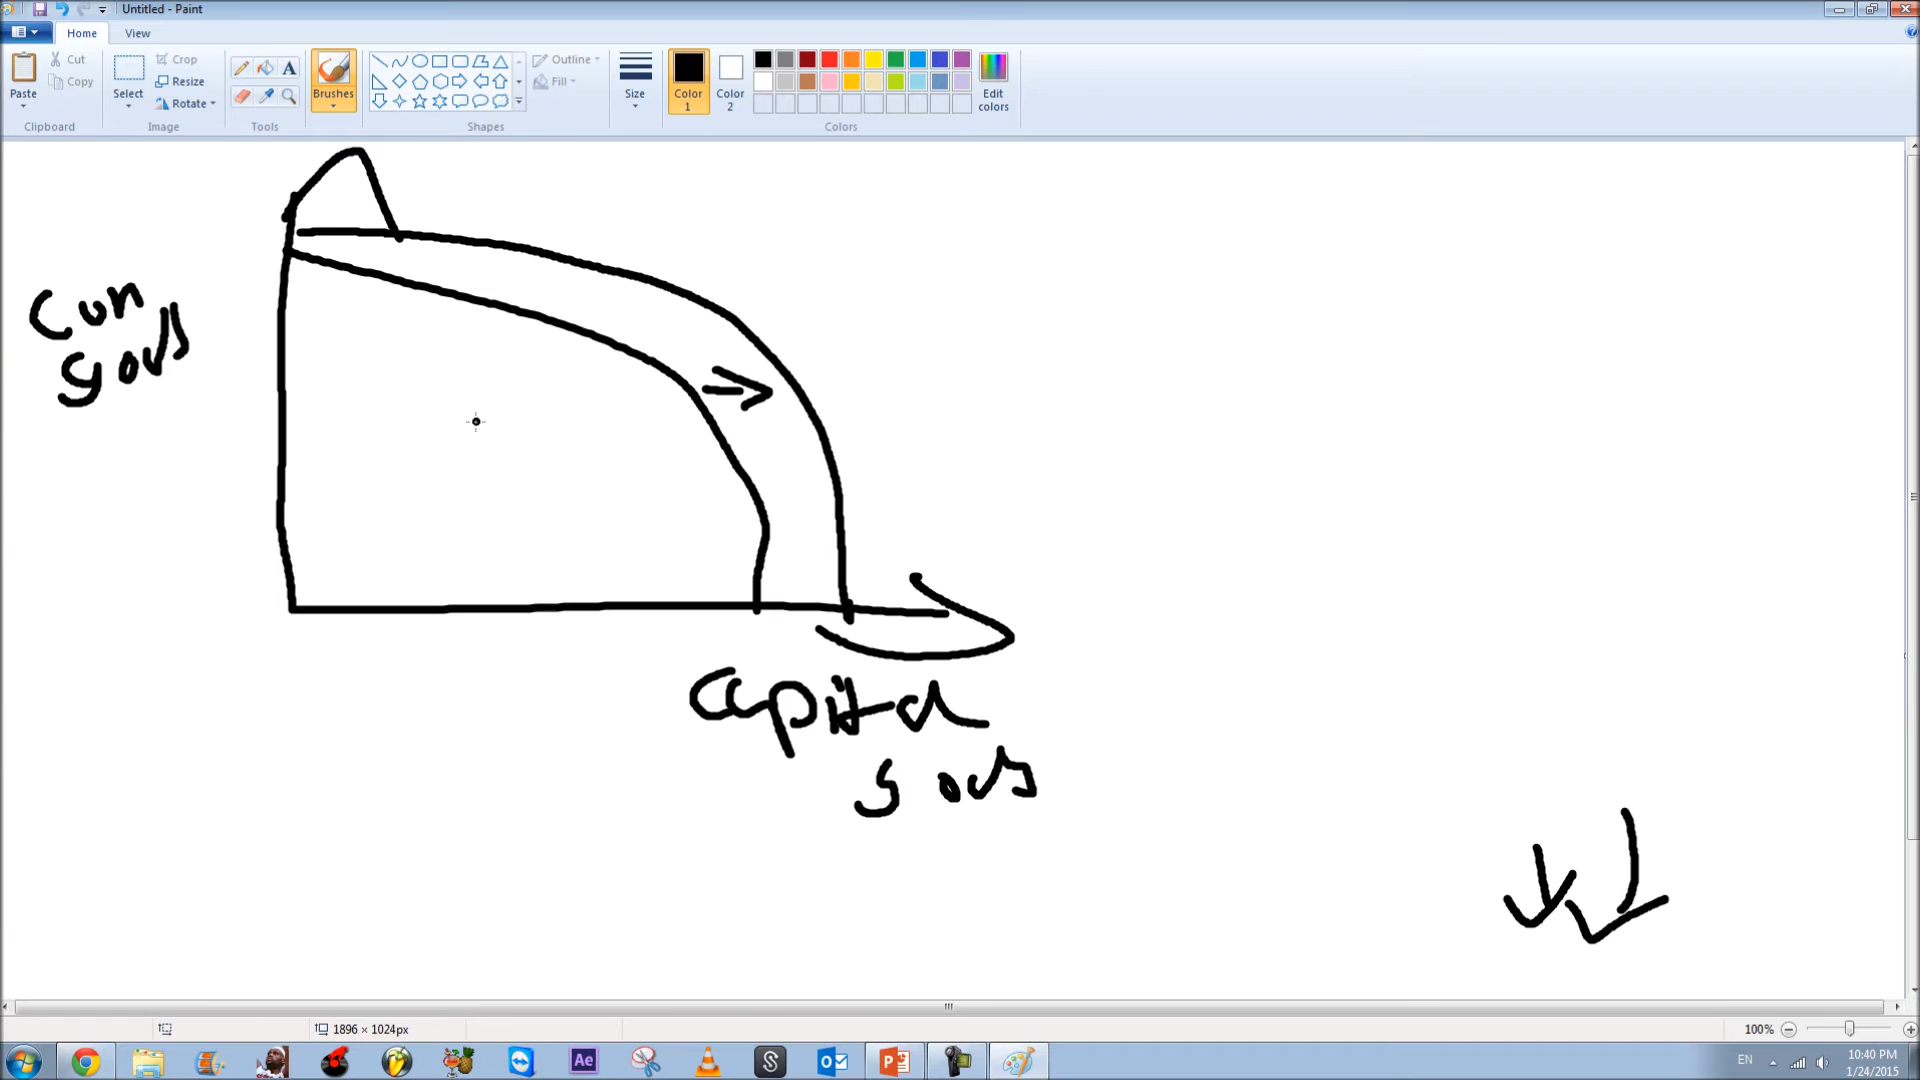 Untitled - Paint
Home View
Paste
Cut
Copy
Clipboard
Select
Crop
Resize
Rotate
Image
A
Tools
Brushes
Outline
Fill
Shapes
Size
Color 1
Color 2
Edit colors
Colors
Con
goods
Capital
goods
1896 × 1024px
100%
Ae
S
EN
10:40 PM
1/24/2015